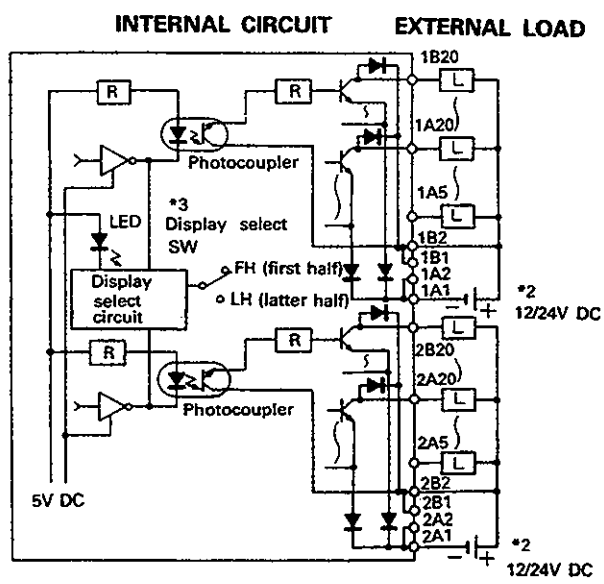 INTERNAL CIRCUIT
EXTERNAL LOAD
1B20
R
R
L
1A20
L
Photocoupler
*3
Display select
SW
LED
1A5
L
1B2
1B1
1A2
1A1
FH (first half)
LH (latter half)
Display
select
circuit
*2
12/24V DC
R
R
L
2B20
2A20
L
Photocoupler
2A5
L
2B2
2B1
2A2
2A1
5V DC
*2
12/24V DC